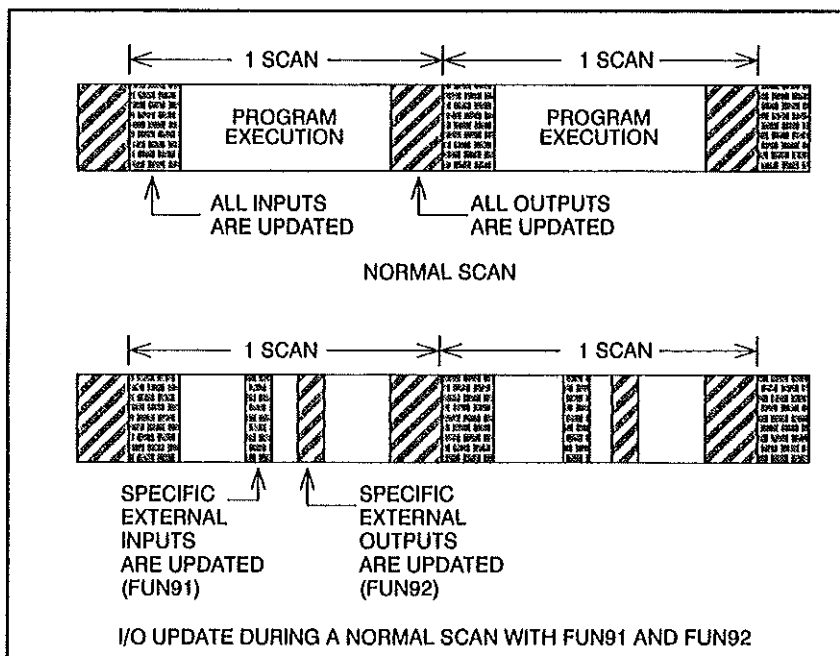 1 SCAN 1 SCAN
PROGRAM EXECUTION PROGRAM EXECUTION
ALL INPUTS
ARE UPDATED
ALL OUTPUTS
ARE UPDATED
NORMAL SCAN
1 SCAN 1 SCAN
SPECIFIC
EXTERNAL
INPUTS
ARE UPDATED
(FUN91)
SPECIFIC
EXTERNAL
OUTPUTS
ARE UPDATED
(FUN92)
I/O UPDATE DURING A NORMAL SCAN WITH FUN91 AND FUN92